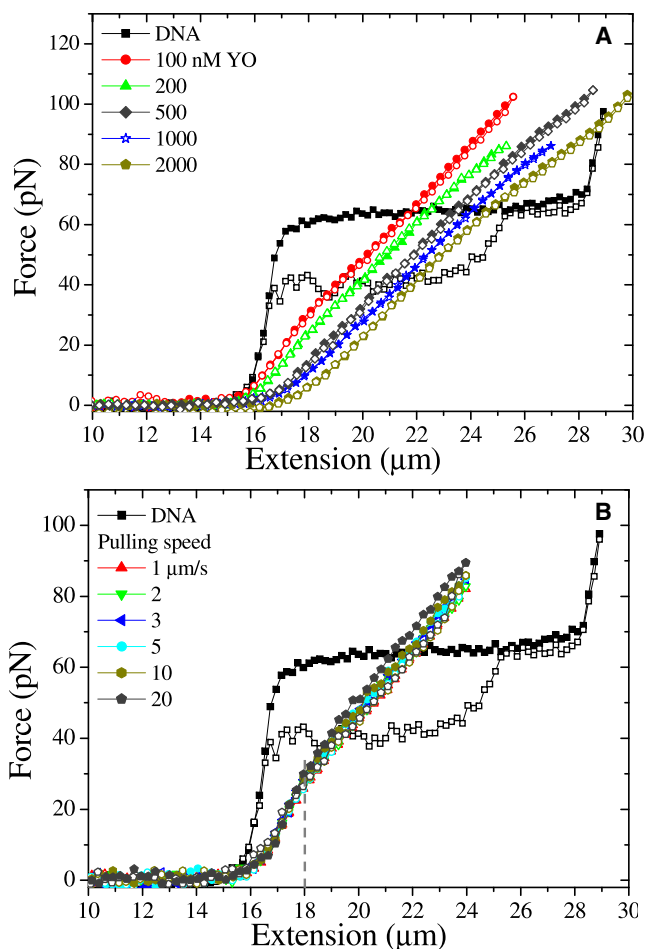 A
DNA
100 nM YO
200
500
1000
2000
Force (pN)
120
100
80
60
40
20
0
10 12 14 16 18 20 22 24 26 28 30
Extension (µm)
B
DNA
Pulling speed
1 µm/s
2
3
5
10
20
Force (pN)
100
80
60
40
20
0
10 12 14 16 18 20 22 24 26 28 30
Extension (µm)